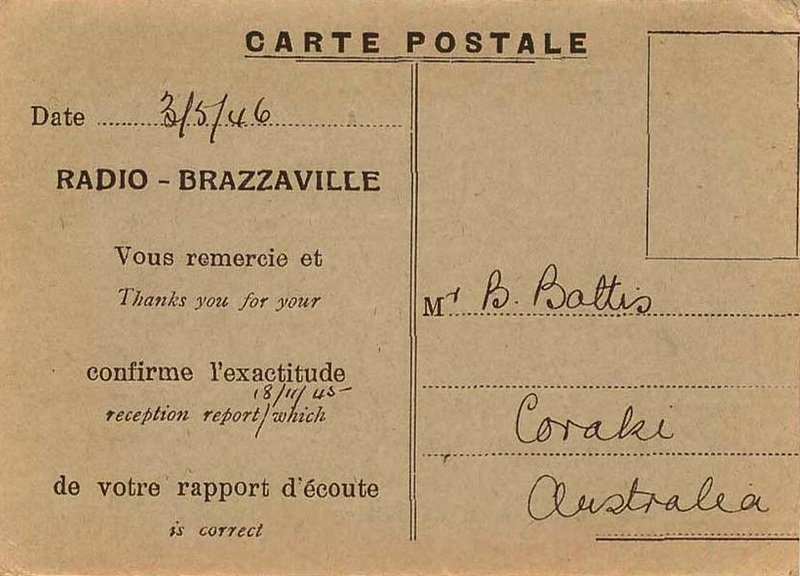 CARTE POSTALE
Date 3/5/46
RADIO - BRAZZAVILLE
Vous remercie et
Thanks you for your
confirme l'exactitude
18/11/45
reception report/which
de votre rapport d'écoute
is correct
Mr B. Battis
Coraki
Australia